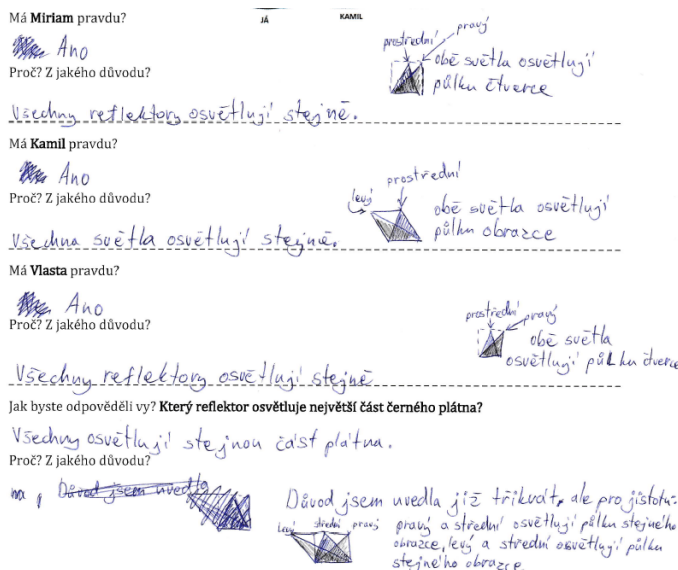 Má Miriam pravdu?
JÁ KAMIL
Ano
prostřední pravý
obě světla osvětlují
půlku čtverce
Proč? Z jakého důvodu?
Všechny reflektory osvětlují stejně.
Má Kamil pravdu?
Ano
levý prostřední
obě světla osvětlují
půlku obrazce
Proč? Z jakého důvodu?
Všechna světla osvětlují stejně.
Má Vlasta pravdu?
Ano
prostřední pravý
obě světla
osvětlují půlku čtverce
Proč? Z jakého důvodu?
Všechny reflektory osvětlují stejně
Jak byste odpověděli vy? Který reflektor osvětluje největší část černého plátna?
Všechny osvětlují stejnou část plátna.
Proč? Z jakého důvodu?
Důvod jsem uvedla
Důvod jsem uvedla již třikrát, ale pro jistotu:
levý střední pravý
pravý a střední osvětlují půlku stejného
obrazce, levý a střední osvětlují půlku
stejného obrazce